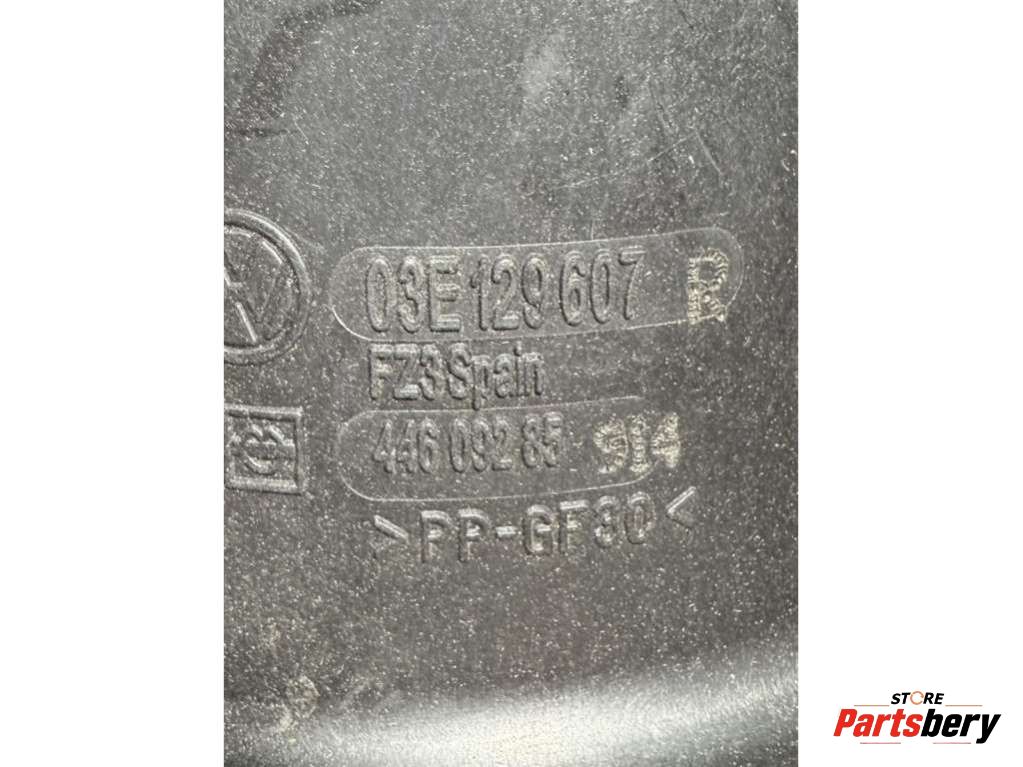 03E 129 607 R
FZ3 Spain
446 092 85 914
>PP-GF30<
STORE
Partsbery